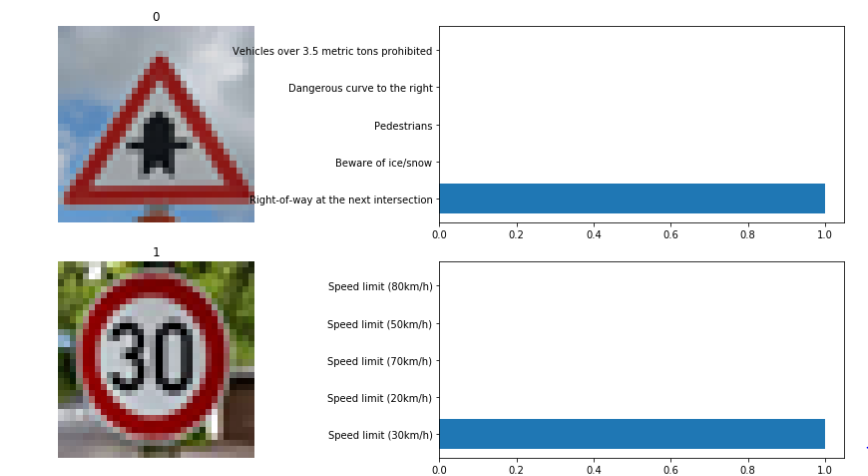 0
Vehicles over 3.5 metric tons prohibited
Dangerous curve to the right
Pedestrians
Beware of ice/snow
Right-of-way at the next intersection
0.0 0.2 0.4 0.6 0.8 1.0
1
30
Speed limit (80km/h)
Speed limit (50km/h)
Speed limit (70km/h)
Speed limit (20km/h)
Speed limit (30km/h)
0.0 0.2 0.4 0.6 0.8 1.0